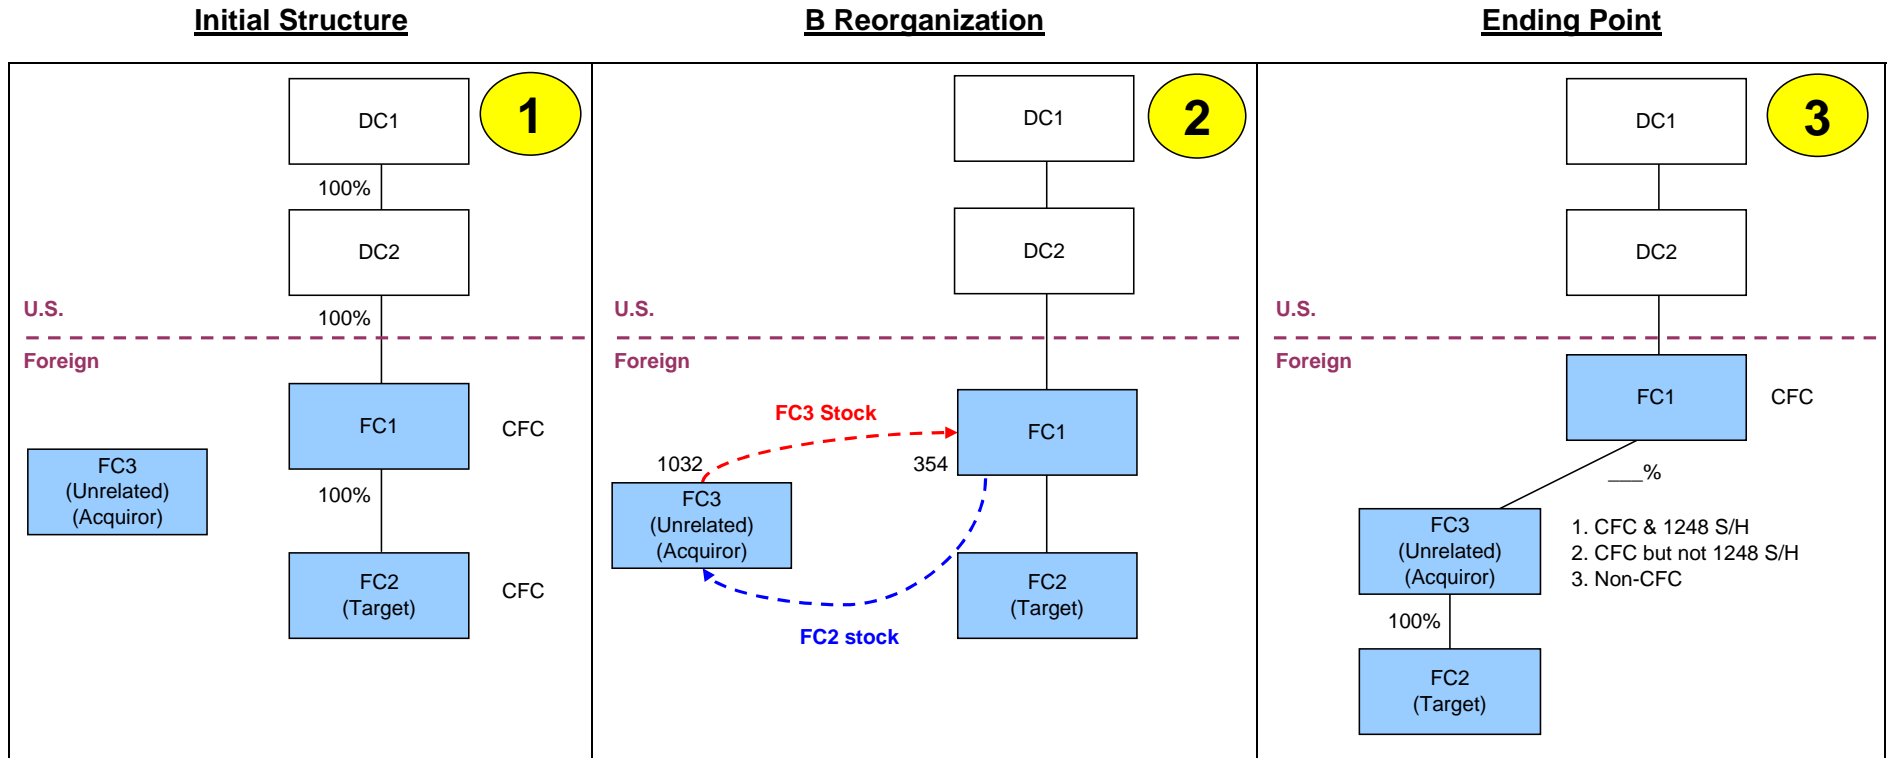 Initial Structure
B Reorganization
Ending Point
1
DC1
100%
DC2
100%
U.S.
Foreign
FC1
CFC
FC3
(Unrelated)
(Acquiror)
100%
FC2
(Target)
CFC
2
DC1
DC2
U.S.
Foreign
FC3 Stock
FC1
1032
354
FC3
(Unrelated)
(Acquiror)
FC2
(Target)
FC2 stock
3
DC1
DC2
U.S.
Foreign
FC1
CFC
___%
FC3
(Unrelated)
(Acquiror)
1. CFC & 1248 S/H
2. CFC but not 1248 S/H
3. Non-CFC
100%
FC2
(Target)